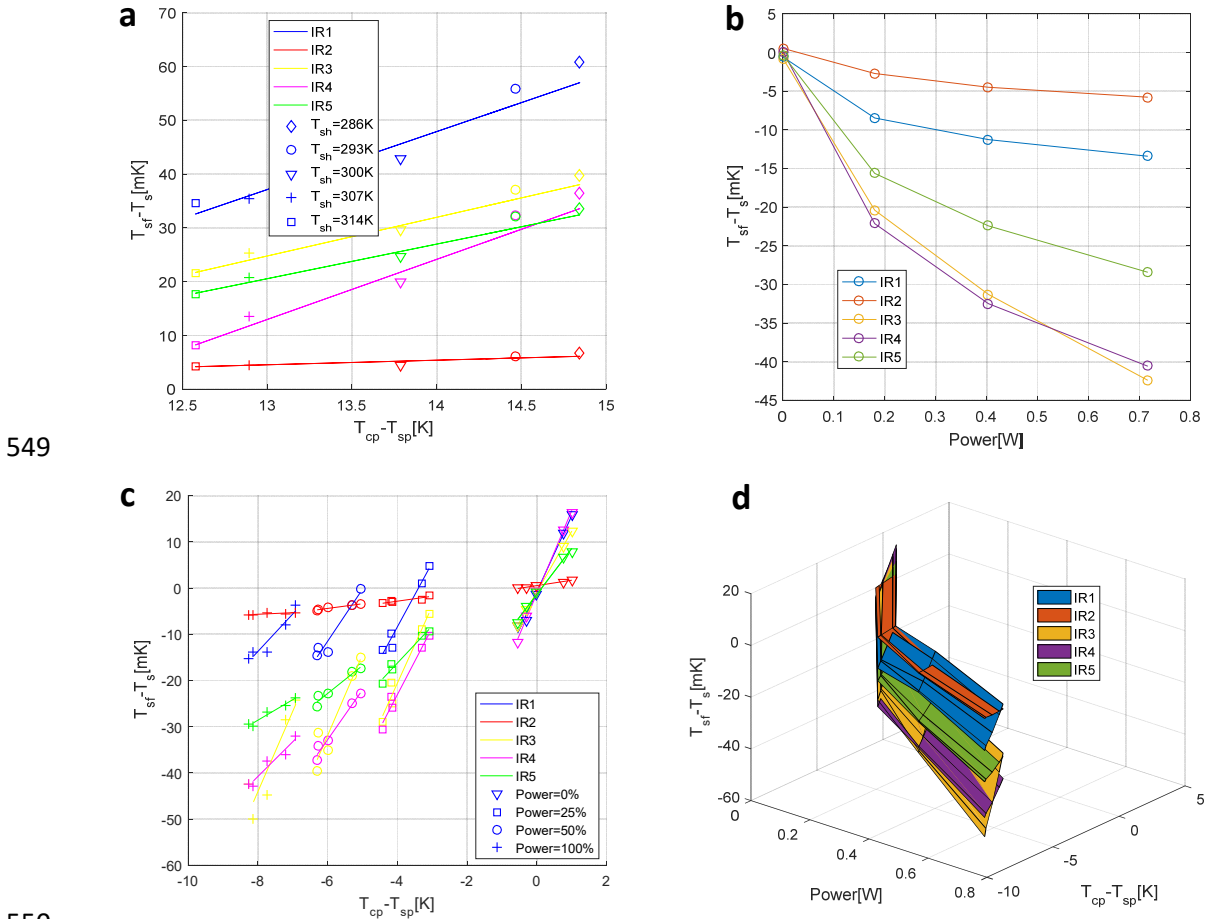 a
70
60
50
40
30
20
10
0
T_sf-T_s[mK]
IR1
IR2
IR3
IR4
IR5
T_sh=286K
T_sh=293K
T_sh=300K
T_sh=307K
T_sh=314K
12.5 13 13.5 14 14.5 15
T_cp-T_sp[K]
b
5
0
-5
-10
-15
-20
-25
-30
-35
-40
-45
T_sf-T_s[mK]
IR1
IR2
IR3
IR4
IR5
0 0.1 0.2 0.3 0.4 0.5 0.6 0.7 0.8
Power[W]
549
c
20
10
0
-10
-20
-30
-40
-50
-60
T_sf-T_s[mK]
IR1
IR2
IR3
IR4
IR5
Power=0%
Power=25%
Power=50%
Power=100%
-10 -8 -6 -4 -2 0 2
T_cp-T_sp[K]
d
20
0
-20
-40
-60
T_sf-T_s[mK]
IR1
IR2
IR3
IR4
IR5
0 0.2 0.4 0.6 0.8
Power[W]
-10 -5 0 5
T_cp-T_sp[K]